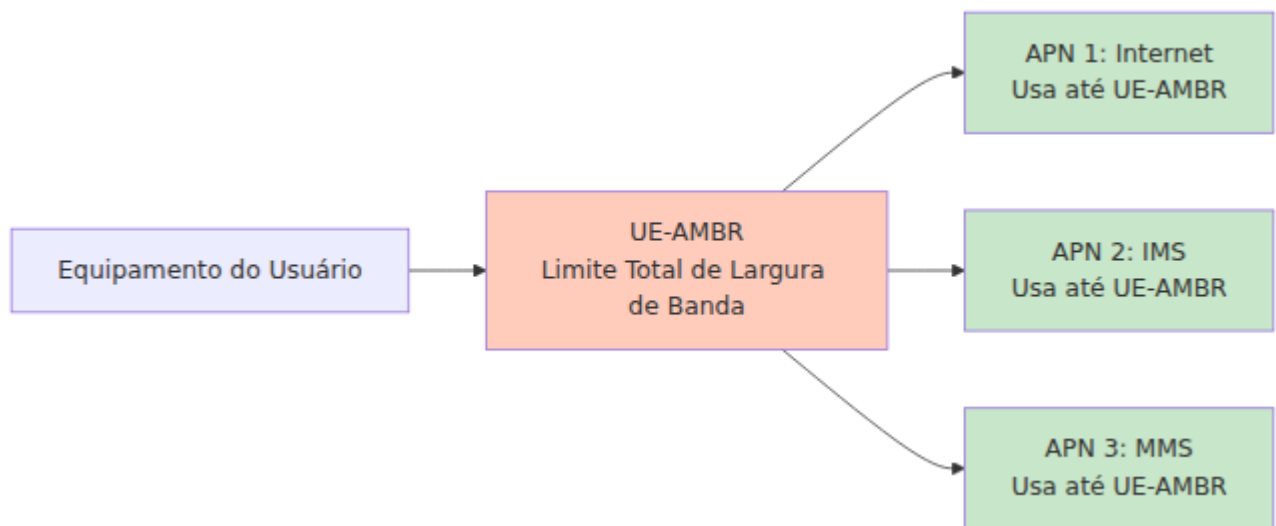 Equipamento do Usuário
UE-AMBR
Limite Total de Largura
de Banda
APN 1: Internet
Usa até UE-AMBR
APN 2: IMS
Usa até UE-AMBR
APN 3: MMS
Usa até UE-AMBR